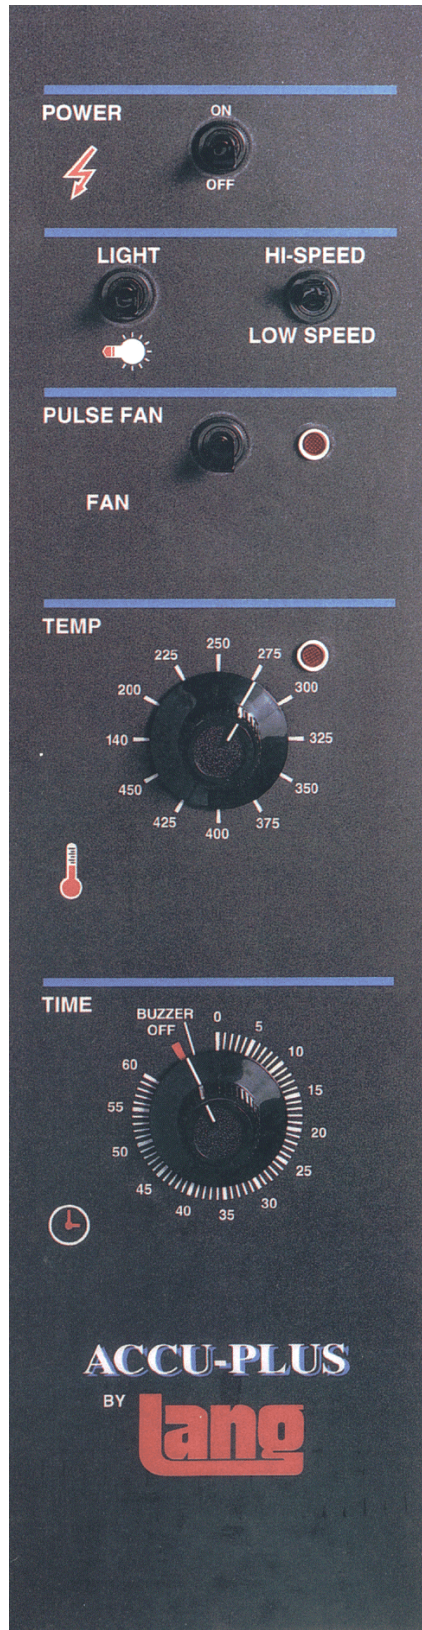 POWER
ON
OFF
LIGHT
HI-SPEED
LOW SPEED
PULSE FAN
FAN
TEMP
250
275
300
325
350
375
400
425
450
140
200
225
TIME
BUZZER
OFF
0
5
10
15
20
25
30
35
40
45
50
55
60
ACCU-PLUS
BY
Lang